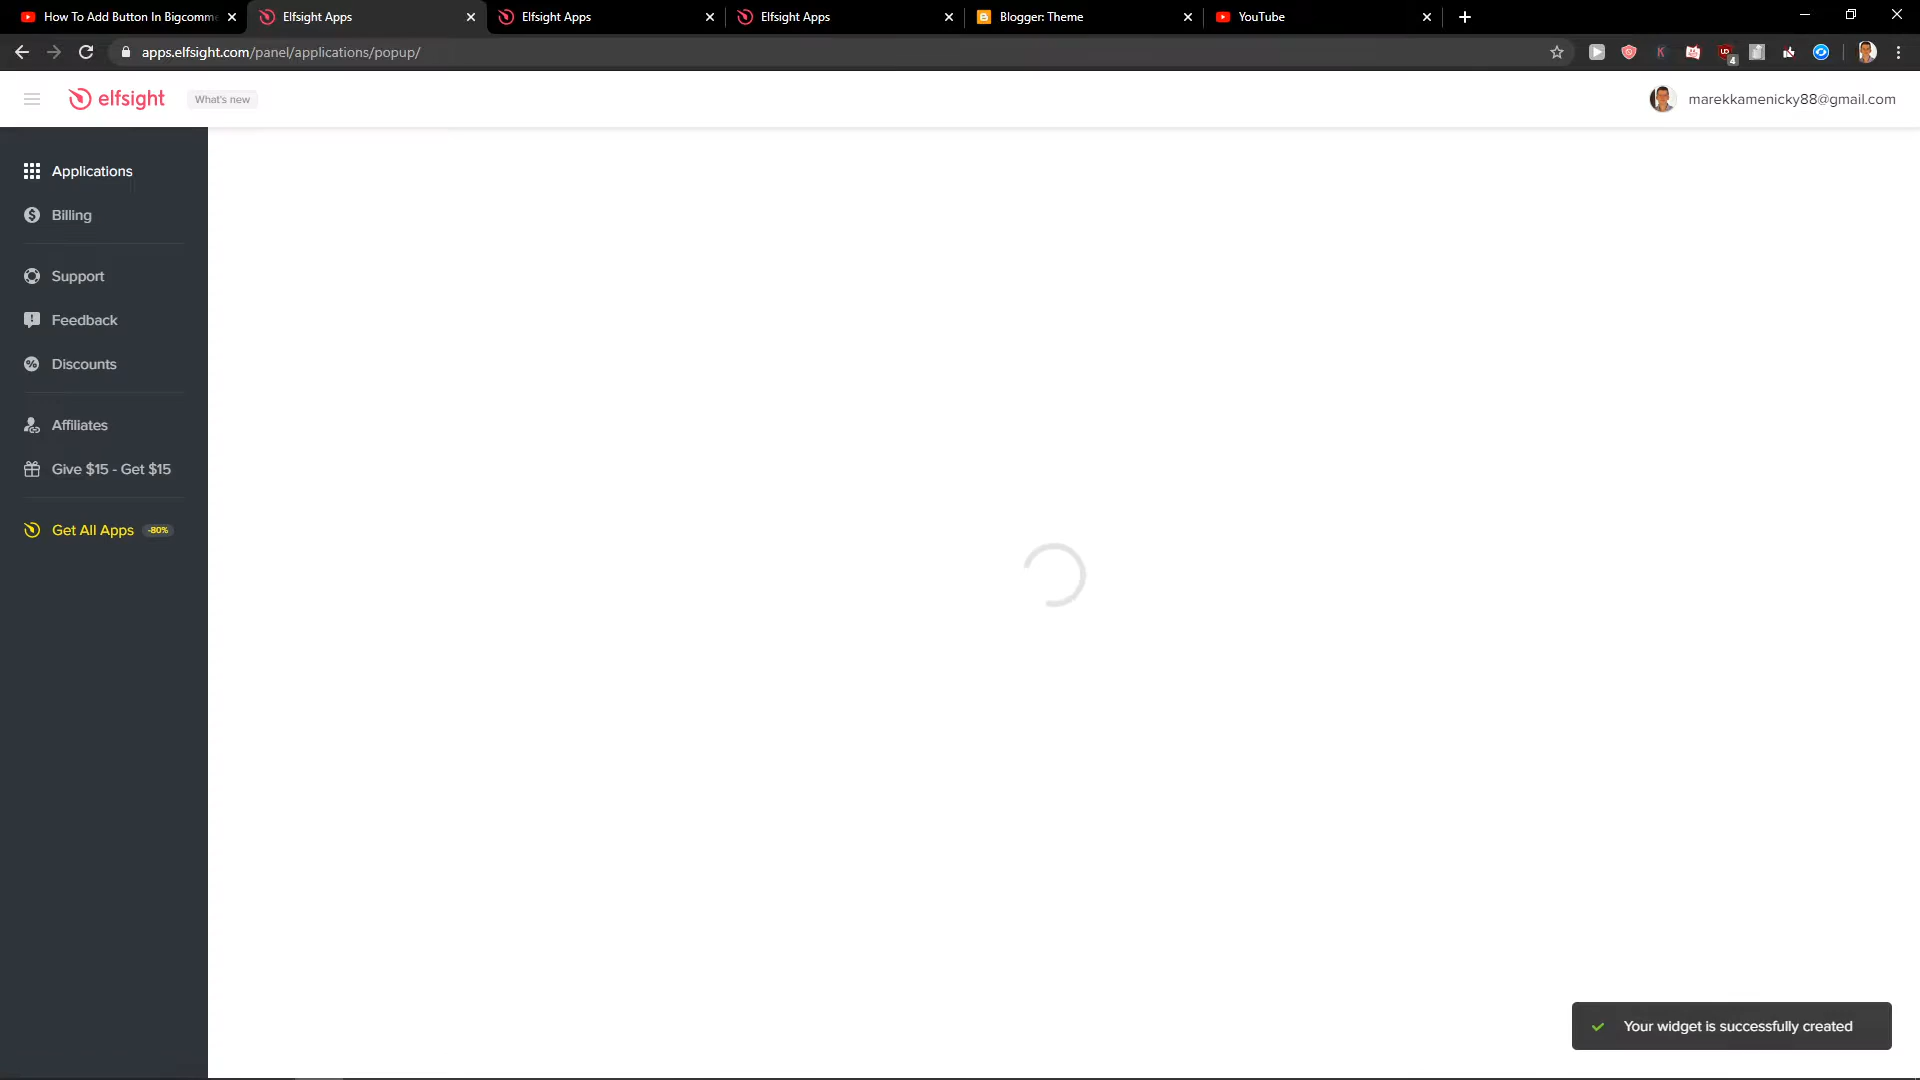 How To Add Button In Bigcomme
Elfsight Apps
Elfsight Apps
Elfsight Apps
Blogger: Theme
YouTube
apps.elfsight.com/panel/applications/popup/
4
elfsight
What's new
marekkamenicky88@gmail.com
Applications
Billing
Support
Feedback
Discounts
Affiliates
Give $15 - Get $15
Get All Apps -80%
Your widget is successfully created